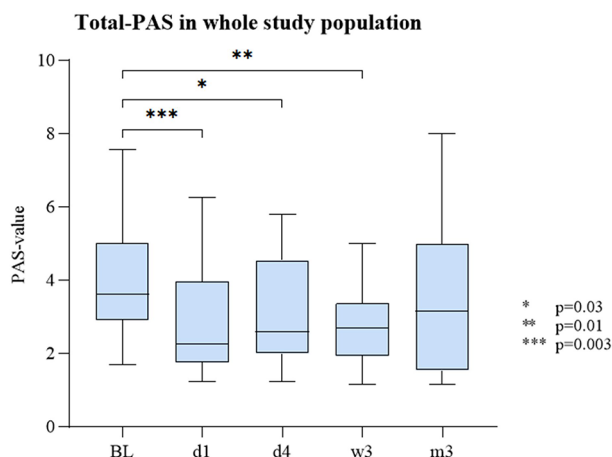 Total-PAS in whole study population
10
**
*
***
8
6
4
2
0
PAS-value
BL d1 d4 w3 m3
* p=0.03
** p=0.01
*** p=0.003